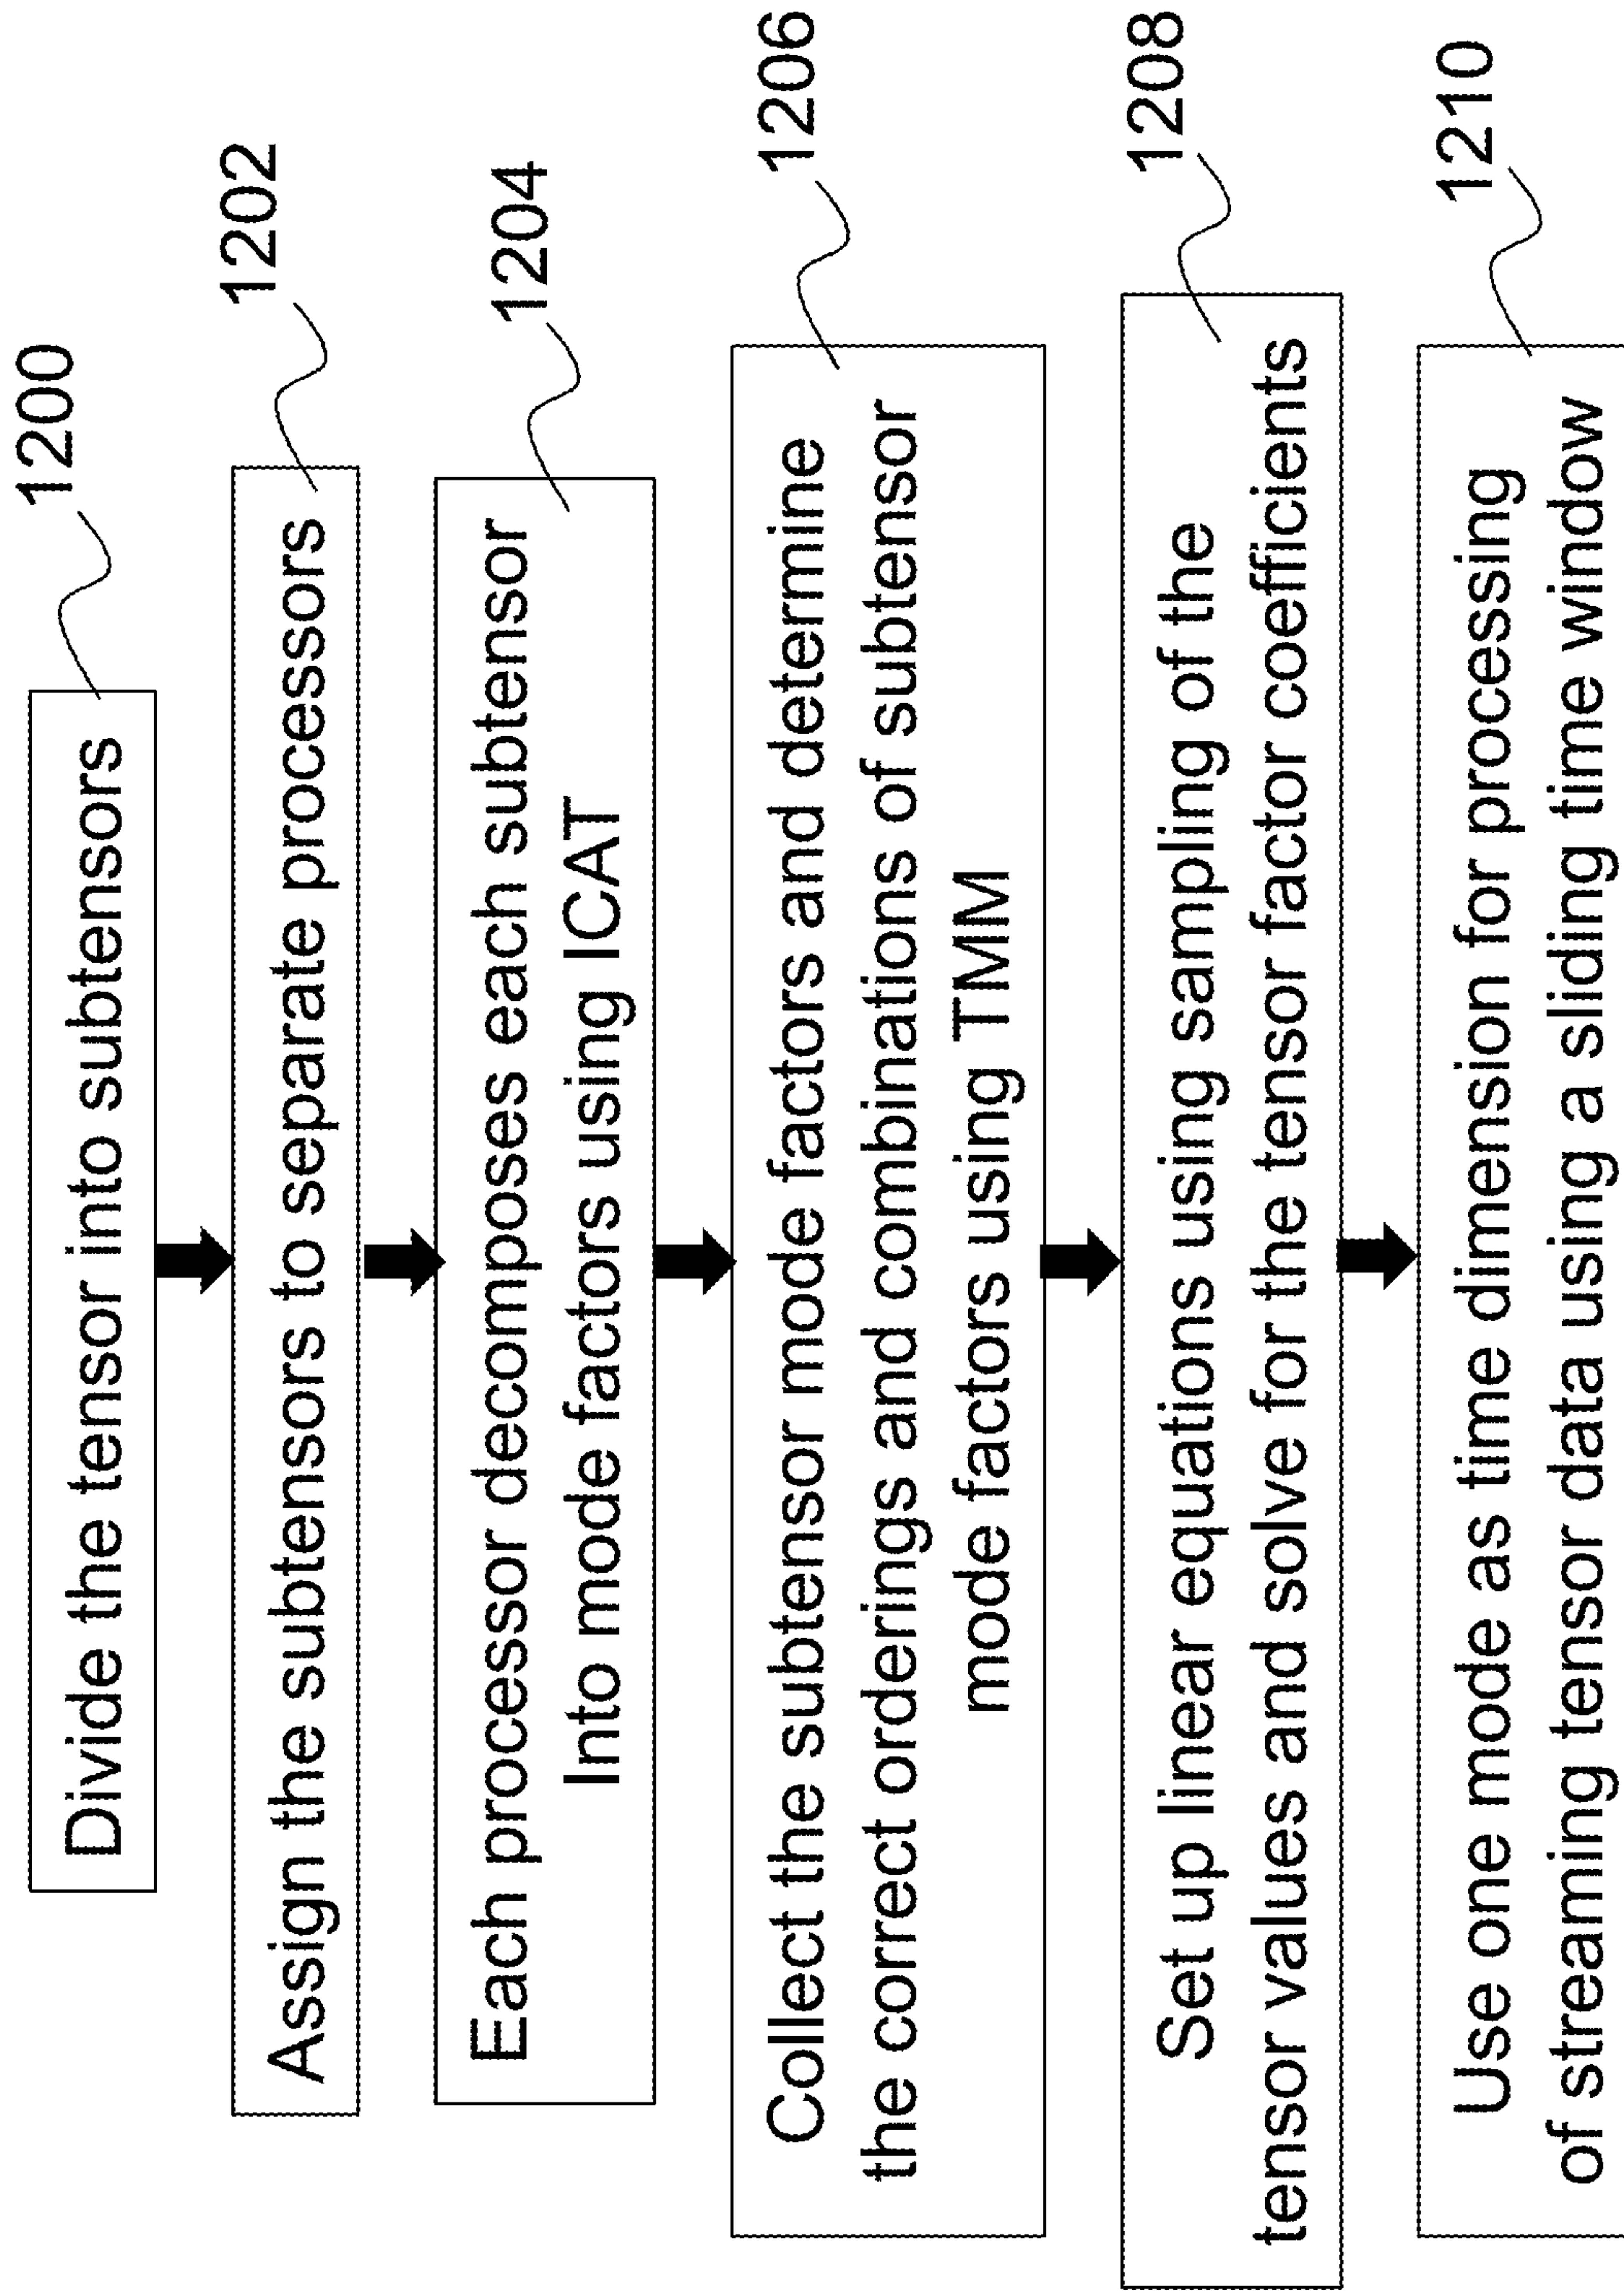 Divide the tensor into subtensors
1200
Assign the subtensors to separate processors
1202
Each processor decomposes each subtensor
Into mode factors using ICAT
1204
Collect the subtensor mode factors and determine
the correct orderings and combinations of subtensor
mode factors using TMM
1206
Set up linear equations using sampling of the
tensor values and solve for the tensor factor coefficients
1208
Use one mode as time dimension for processing
of streaming tensor data using a sliding time window
1210